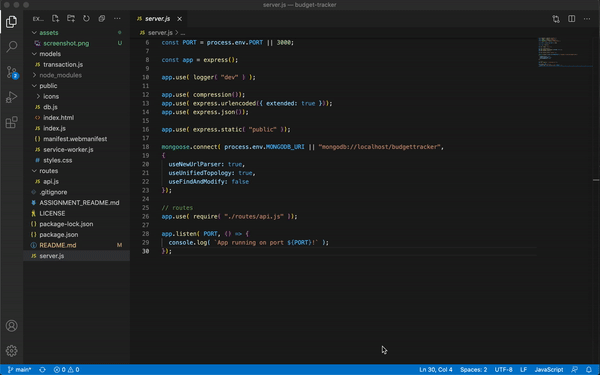 server.js — budget-tracker
EX...
server.js
server.js > ...
assets
screenshot.png U
models
JS transaction.js
node_modules
public
icons
JS db.js
index.html
JS index.js
manifest.webmanifest
JS service-worker.js
styles.css
routes
JS api.js
.gitignore
ASSIGNMENT_README.md
LICENSE
package-lock.json
package.json
README.md M
JS server.js
6 const PORT = process.env.PORT || 3000;
7
8 const app = express();
9
10 app.use( logger( "dev" ) );
11
12 app.use( compression());
13 app.use( express.urlencoded({ extended: true }));
14 app.use( express.json());
15
16 app.use( express.static( "public" ));
17
18 mongoose.connect( process.env.MONGODB_URI || "mongodb://localhost/budgettracker",
19 {
20 useNewUrlParser: true,
21 useUnifiedTopology: true,
22 useFindAndModify: false
23 });
24
25 // routes
26 app.use( require( "./routes/api.js" ));
27
28 app.listen( PORT, () => {
29 console.log( `App running on port ${PORT}!` );
30 });
main* 0 0 Ln 30, Col 4 Spaces: 2 UTF-8 LF JavaScript